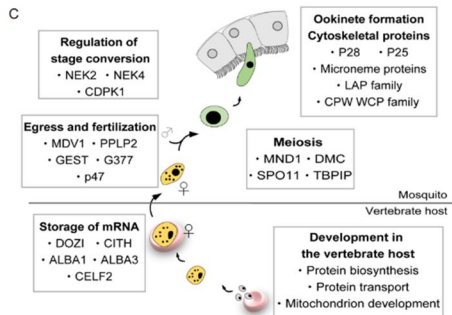 C
Regulation of
stage conversion
• NEK2 • NEK4
• CDPK1
Ookinete formation
Cytoskeletal proteins
• P28 • P25
• Microneme proteins
• LAP family
• CPW WCP family
Egress and fertilization
• MDV1 • PPLP2
• GEST • G377
• p47
♂
♀
Meiosis
• MND1 • DMC
• SPO11 • TBPIP
Mosquito
Vertebrate host
Storage of mRNA
• DOZI • CITH
• ALBA1 • ALBA3
• CELF2
♀
Development in
the vertebrate host
• Protein biosynthesis
• Protein transport
• Mitochondrion development